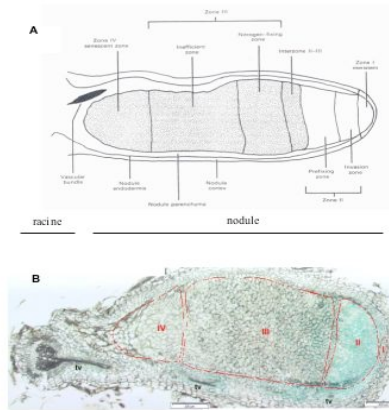 A
Zone III
Zone IV
senescent zone
Inefficient
zone
Nitrogen-fixing
zone
Interzone II-III
Zone I
meristem
Vascular
bundle
Nodule
endodermis
Nodule parenchyma
Nodule
cortex
Prefixing
zone
Invasion
zone
Zone II
racine
nodule
B
IV
III
II
tv
tv
tv